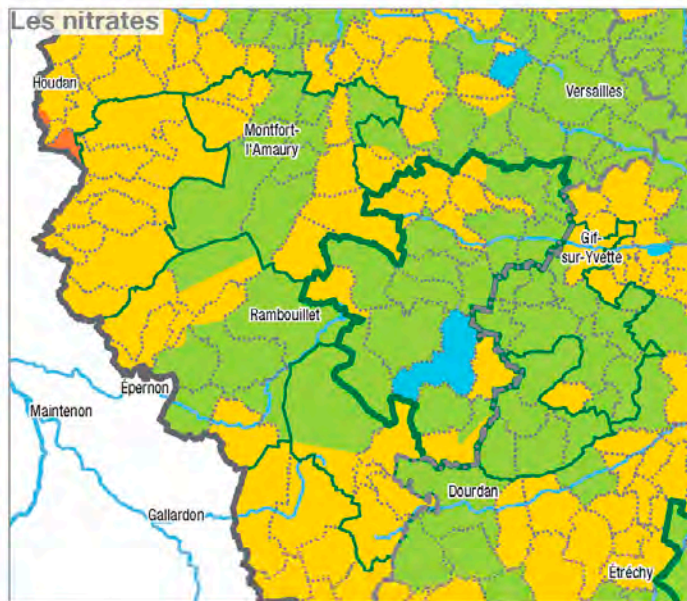 Les nitrates
Houdan
Versailles
Montfort-
l'Amaury
Gif-
sur-Yvette
Rambouillet
Épernon
Maintenon
Dourdan
Gallardon
Étréchy